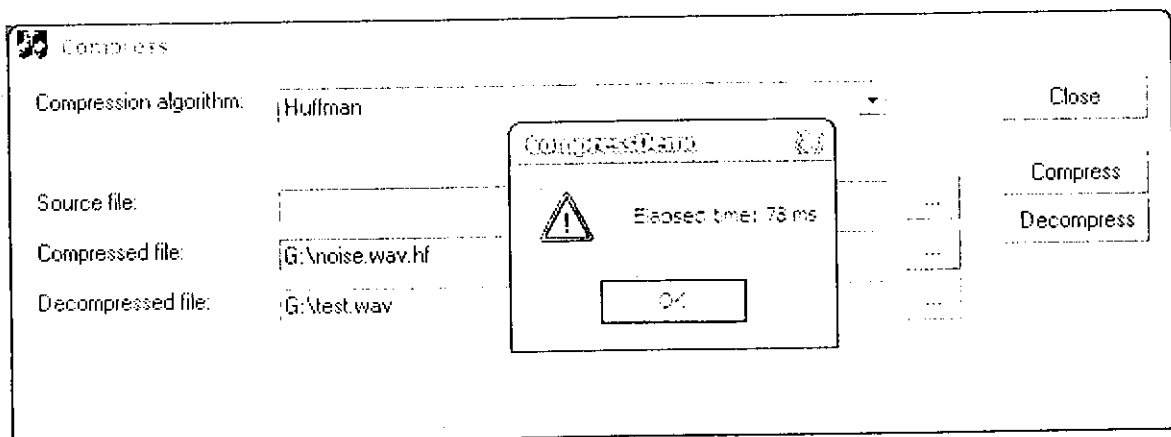 Compress
Compression algorithm:
Huffman
Close
CompressDemo
Compress
Source file:
...
Elapsed time: 78 ms
Decompress
Compressed file:
G:\noise.wav.hf
...
Decompressed file:
G:\test.wav
...
OK